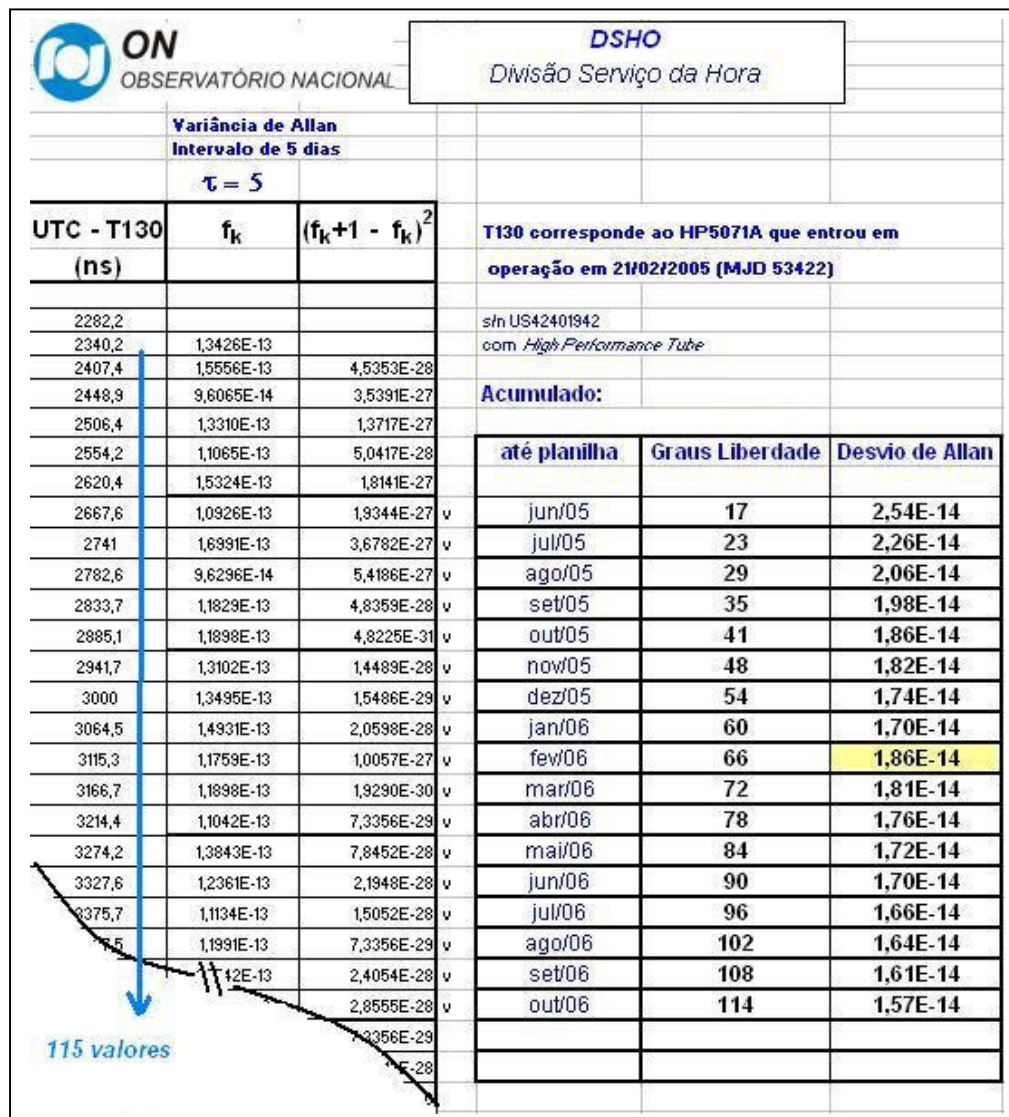 ON
OBSERVATÓRIO NACIONAL
DSHO
Divisão Serviço da Hora
Variância de Allan
Intervalo de 5 dias
τ = 5
UTC - T130 (ns) fk (fk+1 - fk)²
2282,2
2340,2 1,3426E-13
2407,4 1,5556E-13 4,5353E-28
2448,9 9,6065E-14 3,5391E-27
2506,4 1,3310E-13 1,3717E-27
2554,2 1,1065E-13 5,0417E-28
2620,4 1,5324E-13 1,8141E-27
2667,6 1,0926E-13 1,9344E-27 v
2741 1,6991E-13 3,6782E-27 v
2782,6 9,6296E-14 5,4186E-27 v
2833,7 1,1829E-13 4,8359E-28 v
2885,1 1,1898E-13 4,8225E-31 v
2941,7 1,3102E-13 1,4489E-28 v
3000 1,3495E-13 1,5486E-29 v
3064,5 1,4931E-13 2,0598E-28 v
3115,3 1,1759E-13 1,0057E-27 v
3166,7 1,1898E-13 1,9290E-30 v
3214,4 1,1042E-13 7,3356E-29 v
3274,2 1,3843E-13 7,8452E-28 v
3327,6 1,2361E-13 2,1948E-28 v
3375,7 1,1134E-13 1,5052E-28 v
1,1991E-13 7,3356E-29 v
42E-13 2,4054E-28 v
2,8555E-28 v
3356E-29
E-28
115 valores
T130 corresponde ao HP5071A que entrou em
operação em 21/02/2005 (MJD 53422)
s/n US42401942
com High Performance Tube
Acumulado:
até planilha Graus Liberdade Desvio de Allan
jun/05 17 2,54E-14
jul/05 23 2,26E-14
ago/05 29 2,06E-14
set/05 35 1,98E-14
out/05 41 1,86E-14
nov/05 48 1,82E-14
dez/05 54 1,74E-14
jan/06 60 1,70E-14
fev/06 66 1,86E-14
mar/06 72 1,81E-14
abr/06 78 1,76E-14
mai/06 84 1,72E-14
jun/06 90 1,70E-14
jul/06 96 1,66E-14
ago/06 102 1,64E-14
set/06 108 1,61E-14
out/06 114 1,57E-14